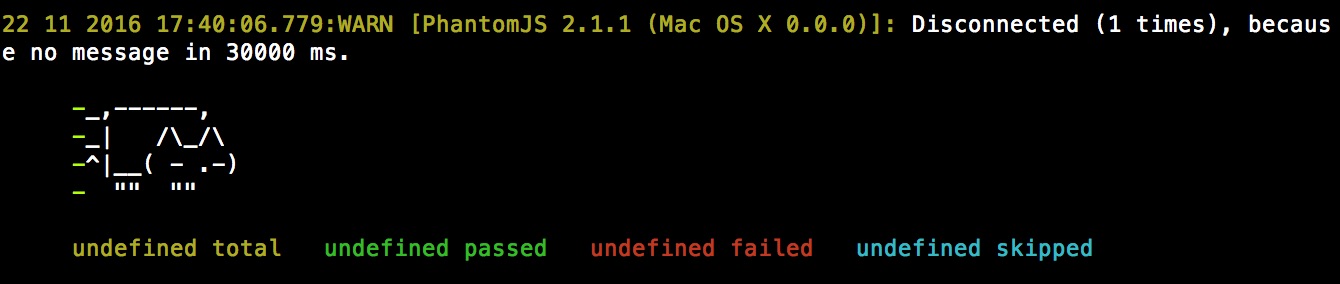 22 11 2016 17:40:06.779:WARN [PhantomJS 2.1.1 (Mac OS X 0.0.0)]: Disconnected (1 times), becaus
e no message in 30000 ms.
-_,------,
-_|   /\_/\
-^|__( - .-)
-  ""  ""
undefined total   undefined passed   undefined failed   undefined skipped